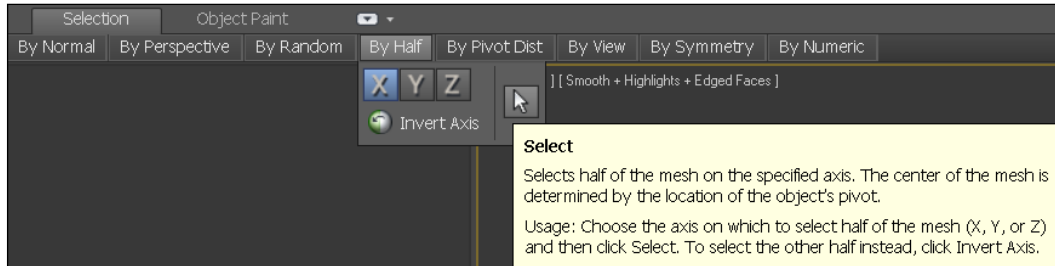 Selection Object Paint
By Normal By Perspective By Random By Half By Pivot Dist By View By Symmetry By Numeric
X Y Z
] [ Smooth + Highlights + Edged Faces ]
Invert Axis
Select
Selects half of the mesh on the specified axis. The center of the mesh is
determined by the location of the object's pivot.
Usage: Choose the axis on which to select half of the mesh (X, Y, or Z)
and then click Select. To select the other half instead, click Invert Axis.